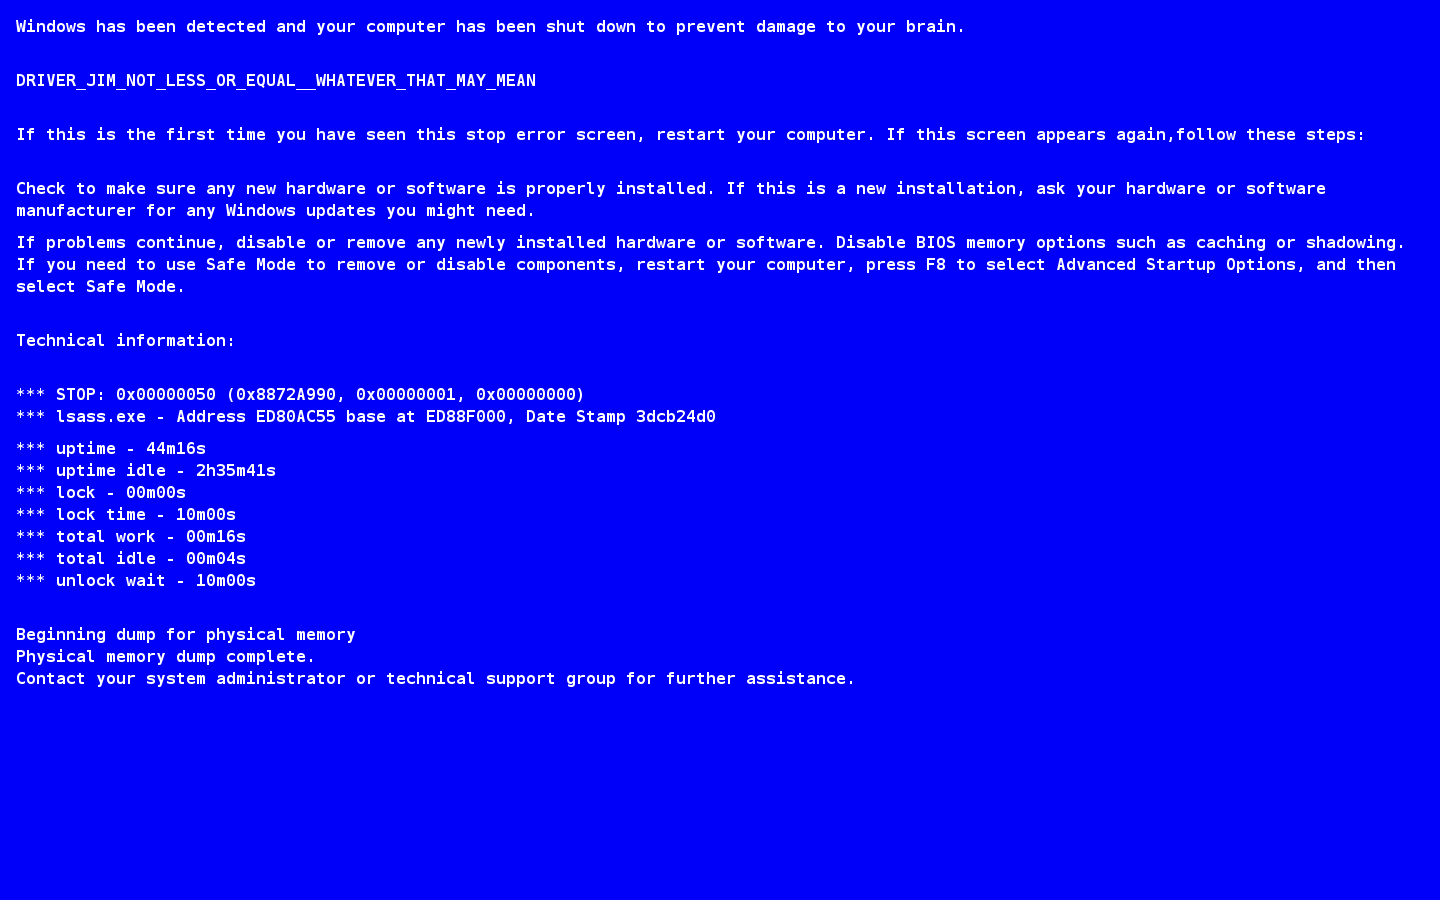 Windows has been detected and your computer has been shut down to prevent damage to your brain.
DRIVER_JIM_NOT_LESS_OR_EQUAL__WHATEVER_THAT_MAY_MEAN
If this is the first time you have seen this stop error screen, restart your computer. If this screen appears again,follow these steps:
Check to make sure any new hardware or software is properly installed. If this is a new installation, ask your hardware or software
manufacturer for any Windows updates you might need.
If problems continue, disable or remove any newly installed hardware or software. Disable BIOS memory options such as caching or shadowing.
If you need to use Safe Mode to remove or disable components, restart your computer, press F8 to select Advanced Startup Options, and then
select Safe Mode.
Technical information:
*** STOP: 0x00000050 (0x8872A990, 0x00000001, 0x00000000)
*** lsass.exe - Address ED80AC55 base at ED88F000, Date Stamp 3dcb24d0
*** uptime - 44m16s
*** uptime idle - 2h35m41s
*** lock - 00m00s
*** lock time - 10m00s
*** total work - 00m16s
*** total idle - 00m04s
*** unlock wait - 10m00s
Beginning dump for physical memory
Physical memory dump complete.
Contact your system administrator or technical support group for further assistance.